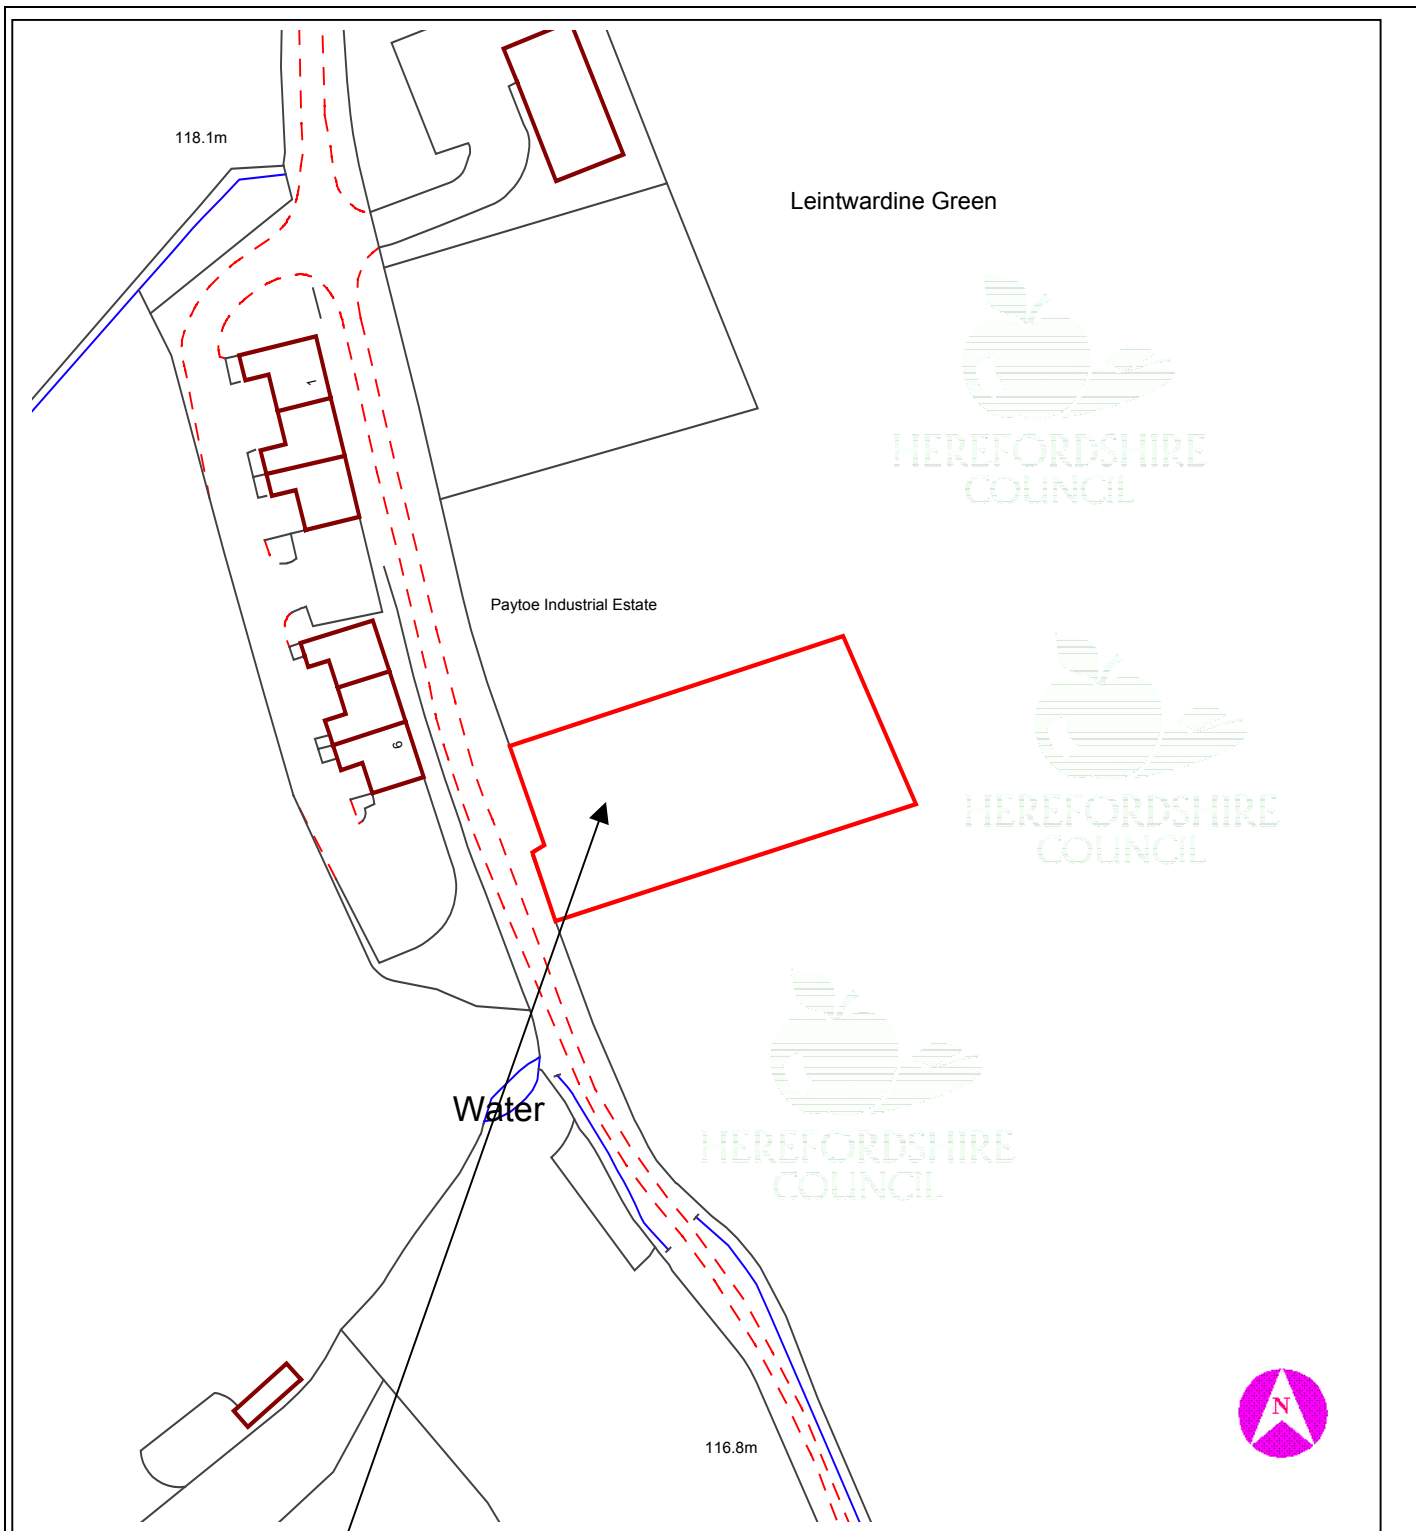 118.1m
Leintwardine Green
HEREFORDSHIRE
COUNCIL
1
Paytoe Industrial Estate
6
HEREFORDSHIRE
COUNCIL
Water
HEREFORDSHIRE
COUNCIL
N
116.8m